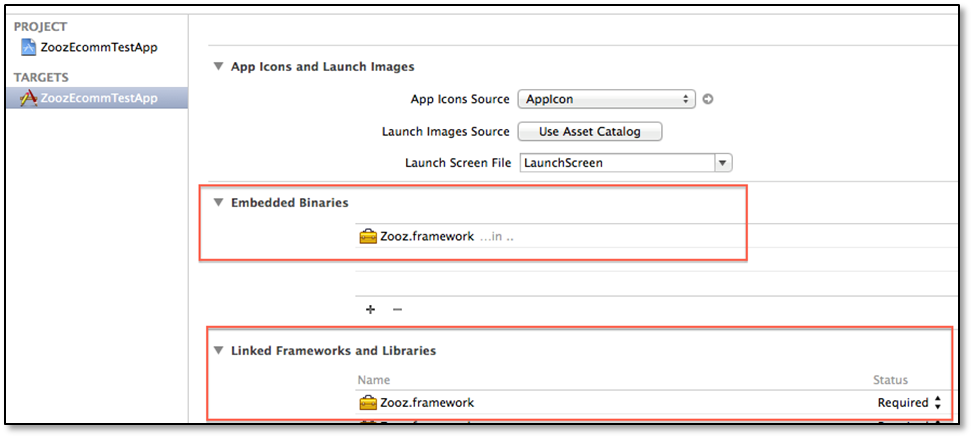 PROJECT
ZoozEcommTestApp
TARGETS
ZoozEcommTestApp
App Icons and Launch Images
App Icons Source AppIcon
Launch Images Source Use Asset Catalog
Launch Screen File LaunchScreen
Embedded Binaries
Zooz.framework ...in ..
+ −
Linked Frameworks and Libraries
Name Status
Zooz.framework Required